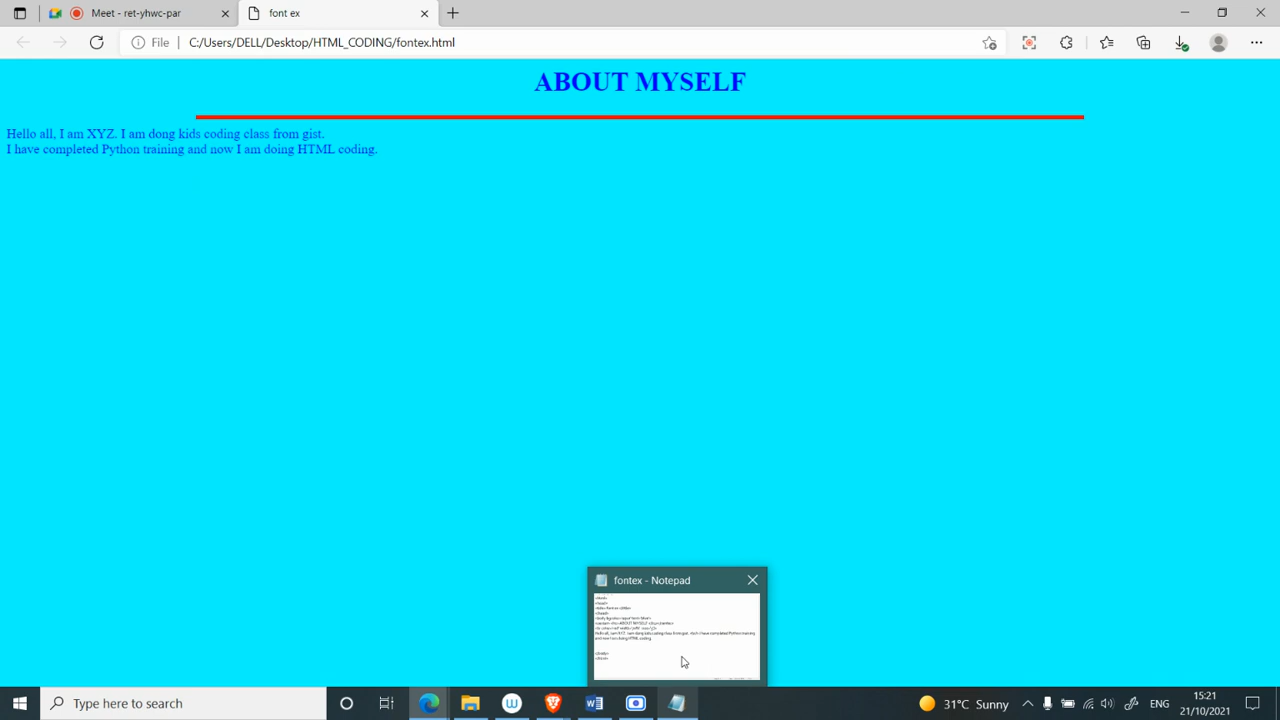 Meet - ret-yhwc-par
font ex
File
C:/Users/DELL/Desktop/HTML_CODING/fontex.html
ABOUT MYSELF
Hello all, I am XYZ. I am dong kids coding class from gist.
I have completed Python training and now I am doing HTML coding.
fontex - Notepad
Type here to search
31°C Sunny
ENG
15:21
21/10/2021